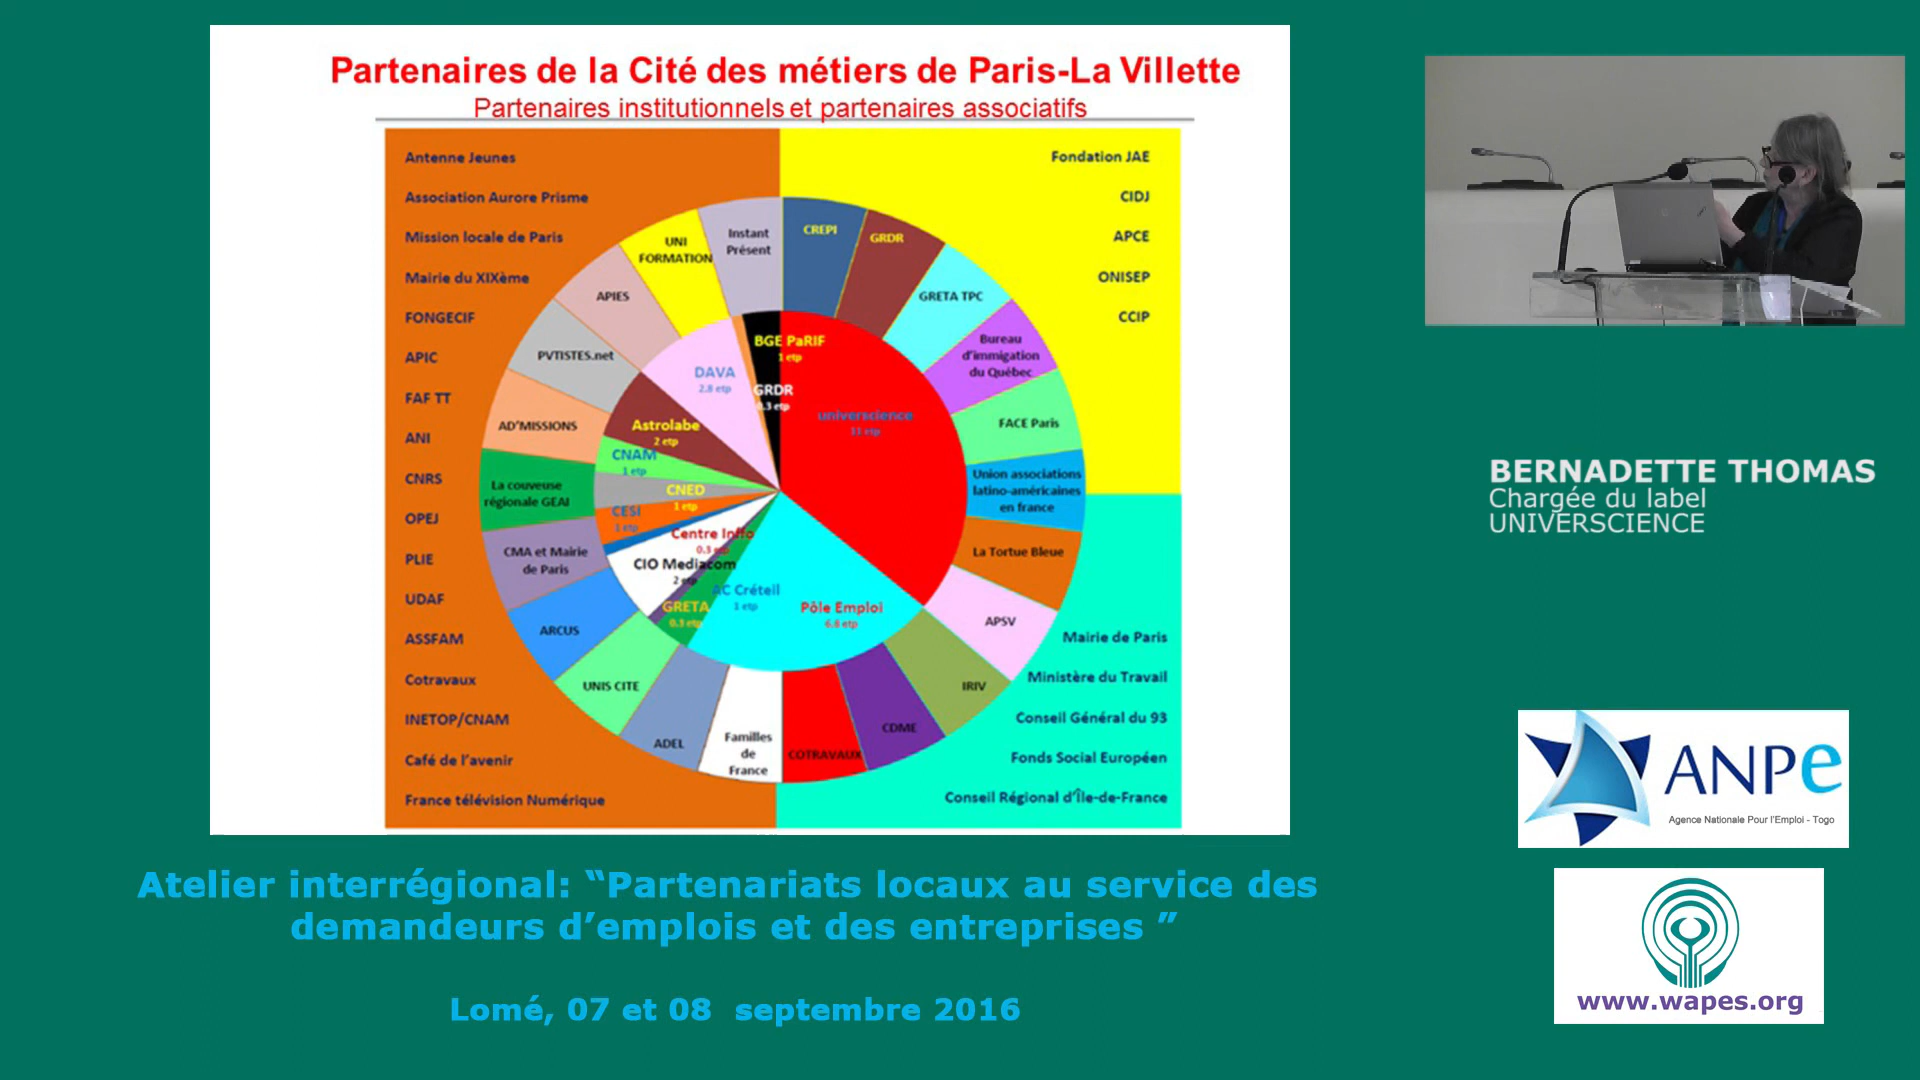 Partenaires de la Cité des métiers de Paris-La Villette
Partenaires institutionnels et partenaires associatifs
Antenne Jeunes
Association Aurore Prisme
Mission locale de Paris
Mairie du XIXème
FONGECIF
APIC
FAF TT
ANI
CNRS
OPEJ
PLIE
UDAF
ASSFAM
Cotravaux
INETOP/CNAM
Café de l'avenir
France télévision Numérique
Fondation JAE
CIDJ
APCE
ONISEP
CCIP
Mairie de Paris
Ministère du Travail
Conseil Général du 93
Fonds Social Européen
Conseil Régional d'Île-de-France
CREPI
GRDR
GRETA TPC
Bureau
d'immigation
du Québec
FACE Paris
Union associations
latino-américaines
en france
La Tortue Bleue
APSV
IRIV
CDME
COTRAVAUX
Familles
de
France
ADEL
UNIS CITE
ARCUS
CMA et Mairie
de Paris
La couveuse
régionale GEAI
AD'MISSIONS
PVTISTES.net
APIES
UNI
FORMATION
Instant
Présent
universcience
11 etp
Pôle Emploi
6.6 etp
AC Créteil
1 etp
GRETA
0.3 etp
CIO Mediacom
2 etp
Centre Inffo
0.3 etp
CESI
1 etp
CNED
1 etp
CNAM
1 etp
Astrolabe
2 etp
DAVA
2.8 etp
GRDR
0.3 etp
BGE PaRIF
1 etp
BERNADETTE THOMAS
Chargée du label
UNIVERSCIENCE
ANPe
Agence Nationale Pour l'Emploi - Togo
www.wapes.org
Atelier interrégional: “Partenariats locaux au service des
demandeurs d’emplois et des entreprises ”
Lomé, 07 et 08 septembre 2016